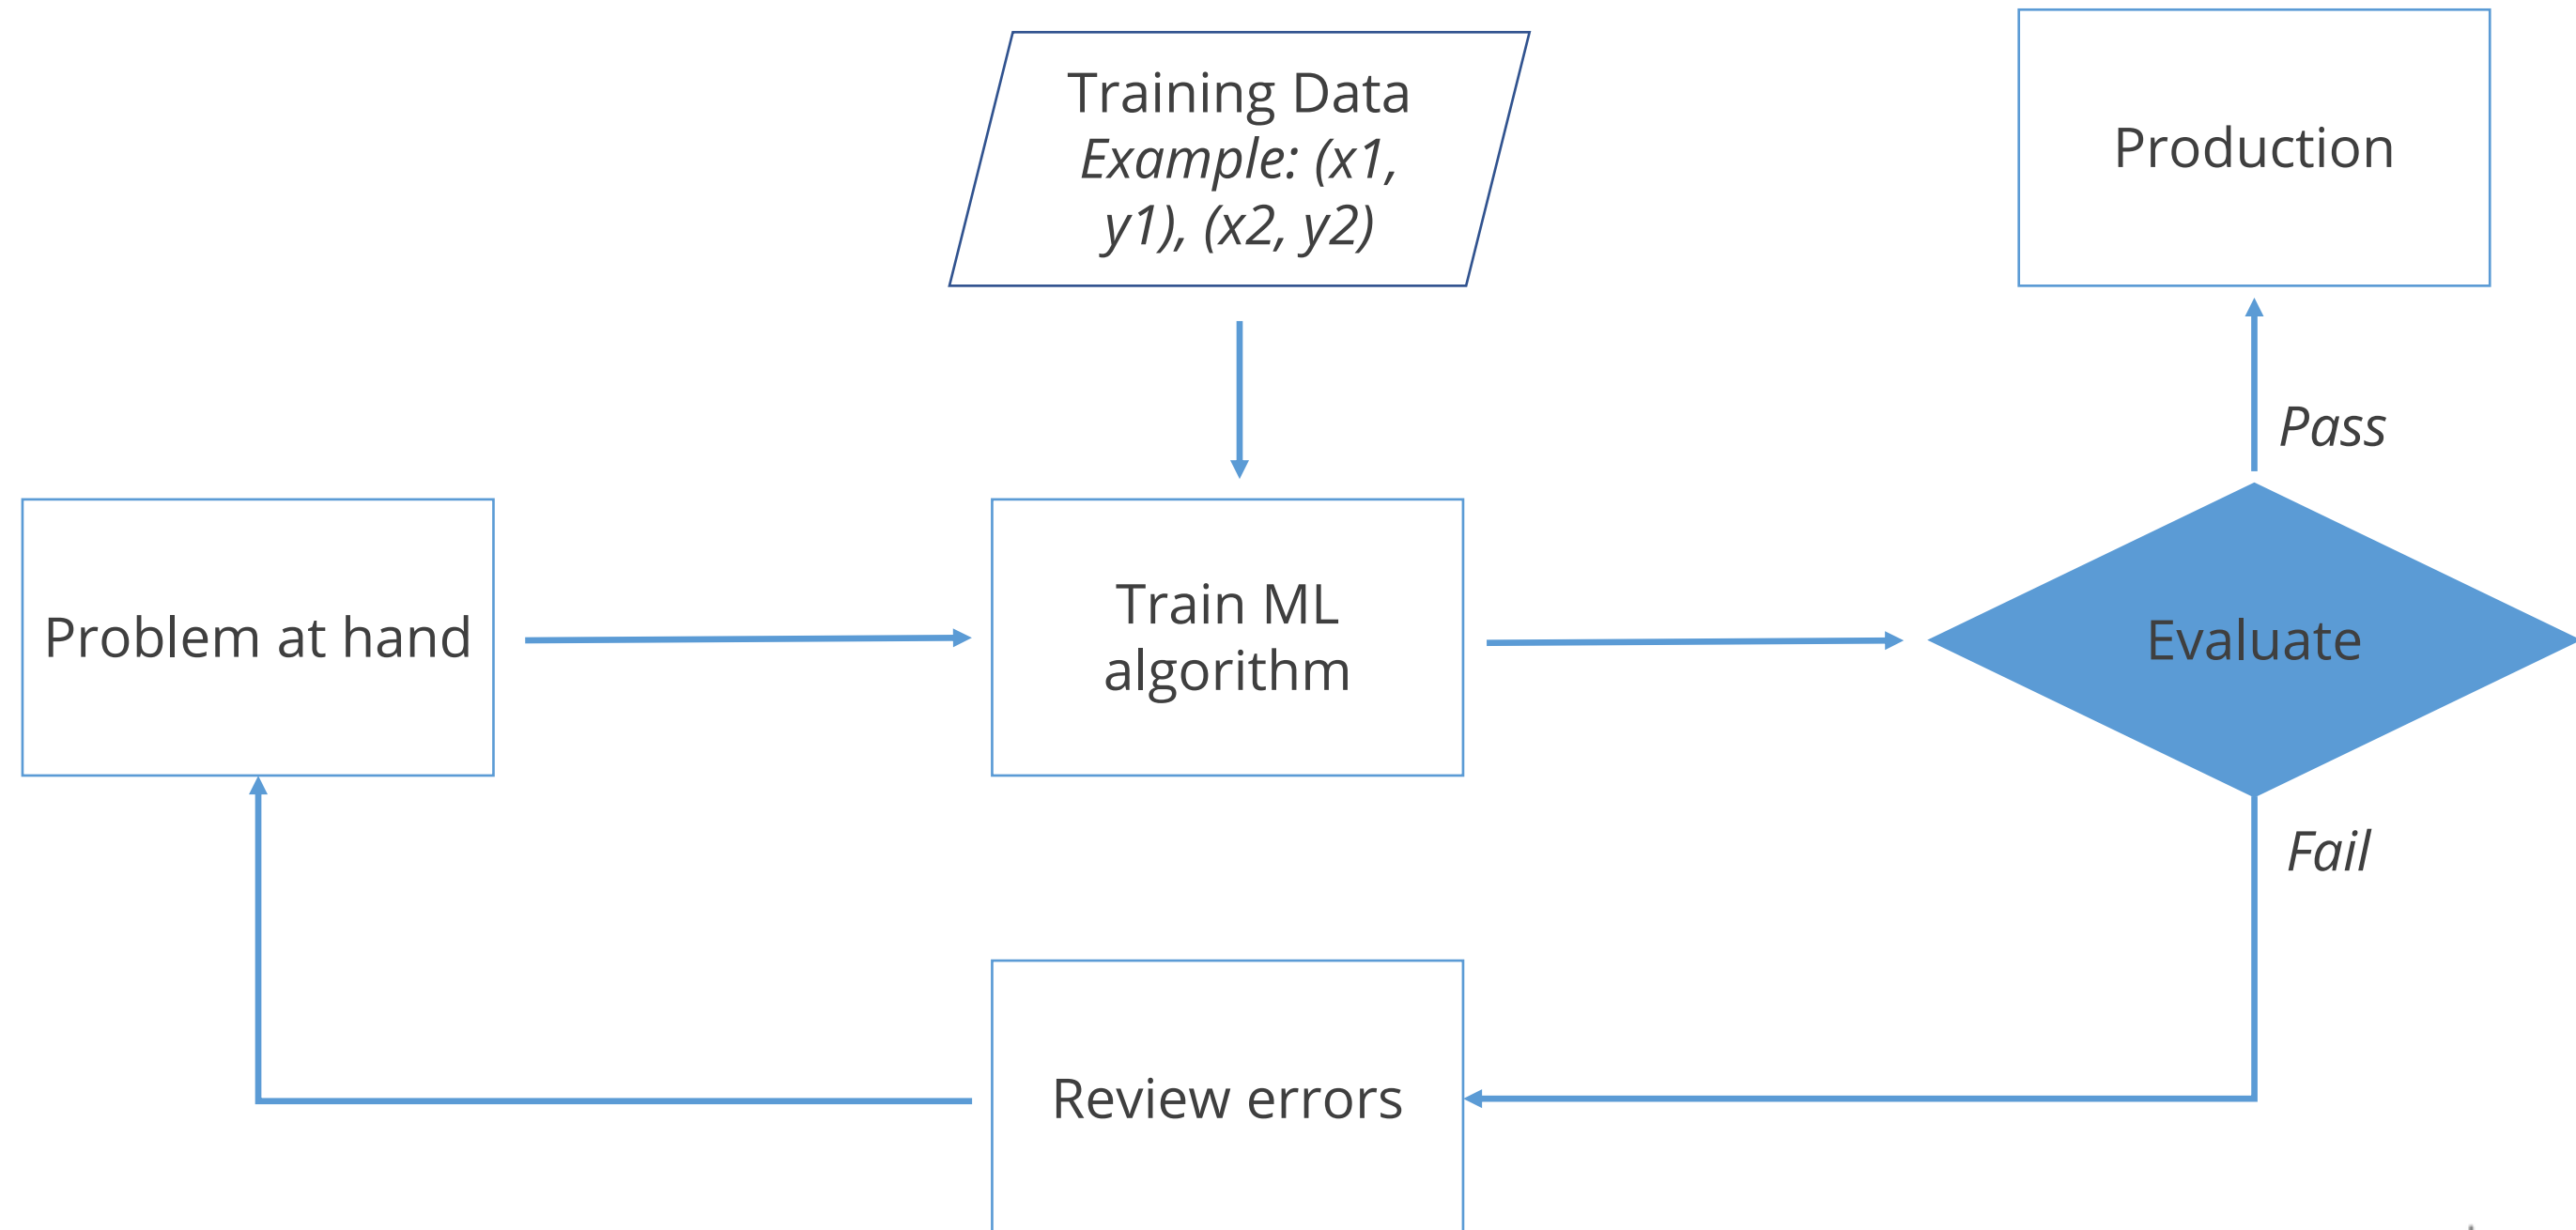 Training Data
Example: (x1,
y1), (x2, y2)
Production
Pass
Problem at hand
Train ML
algorithm
Evaluate
Fail
Review errors